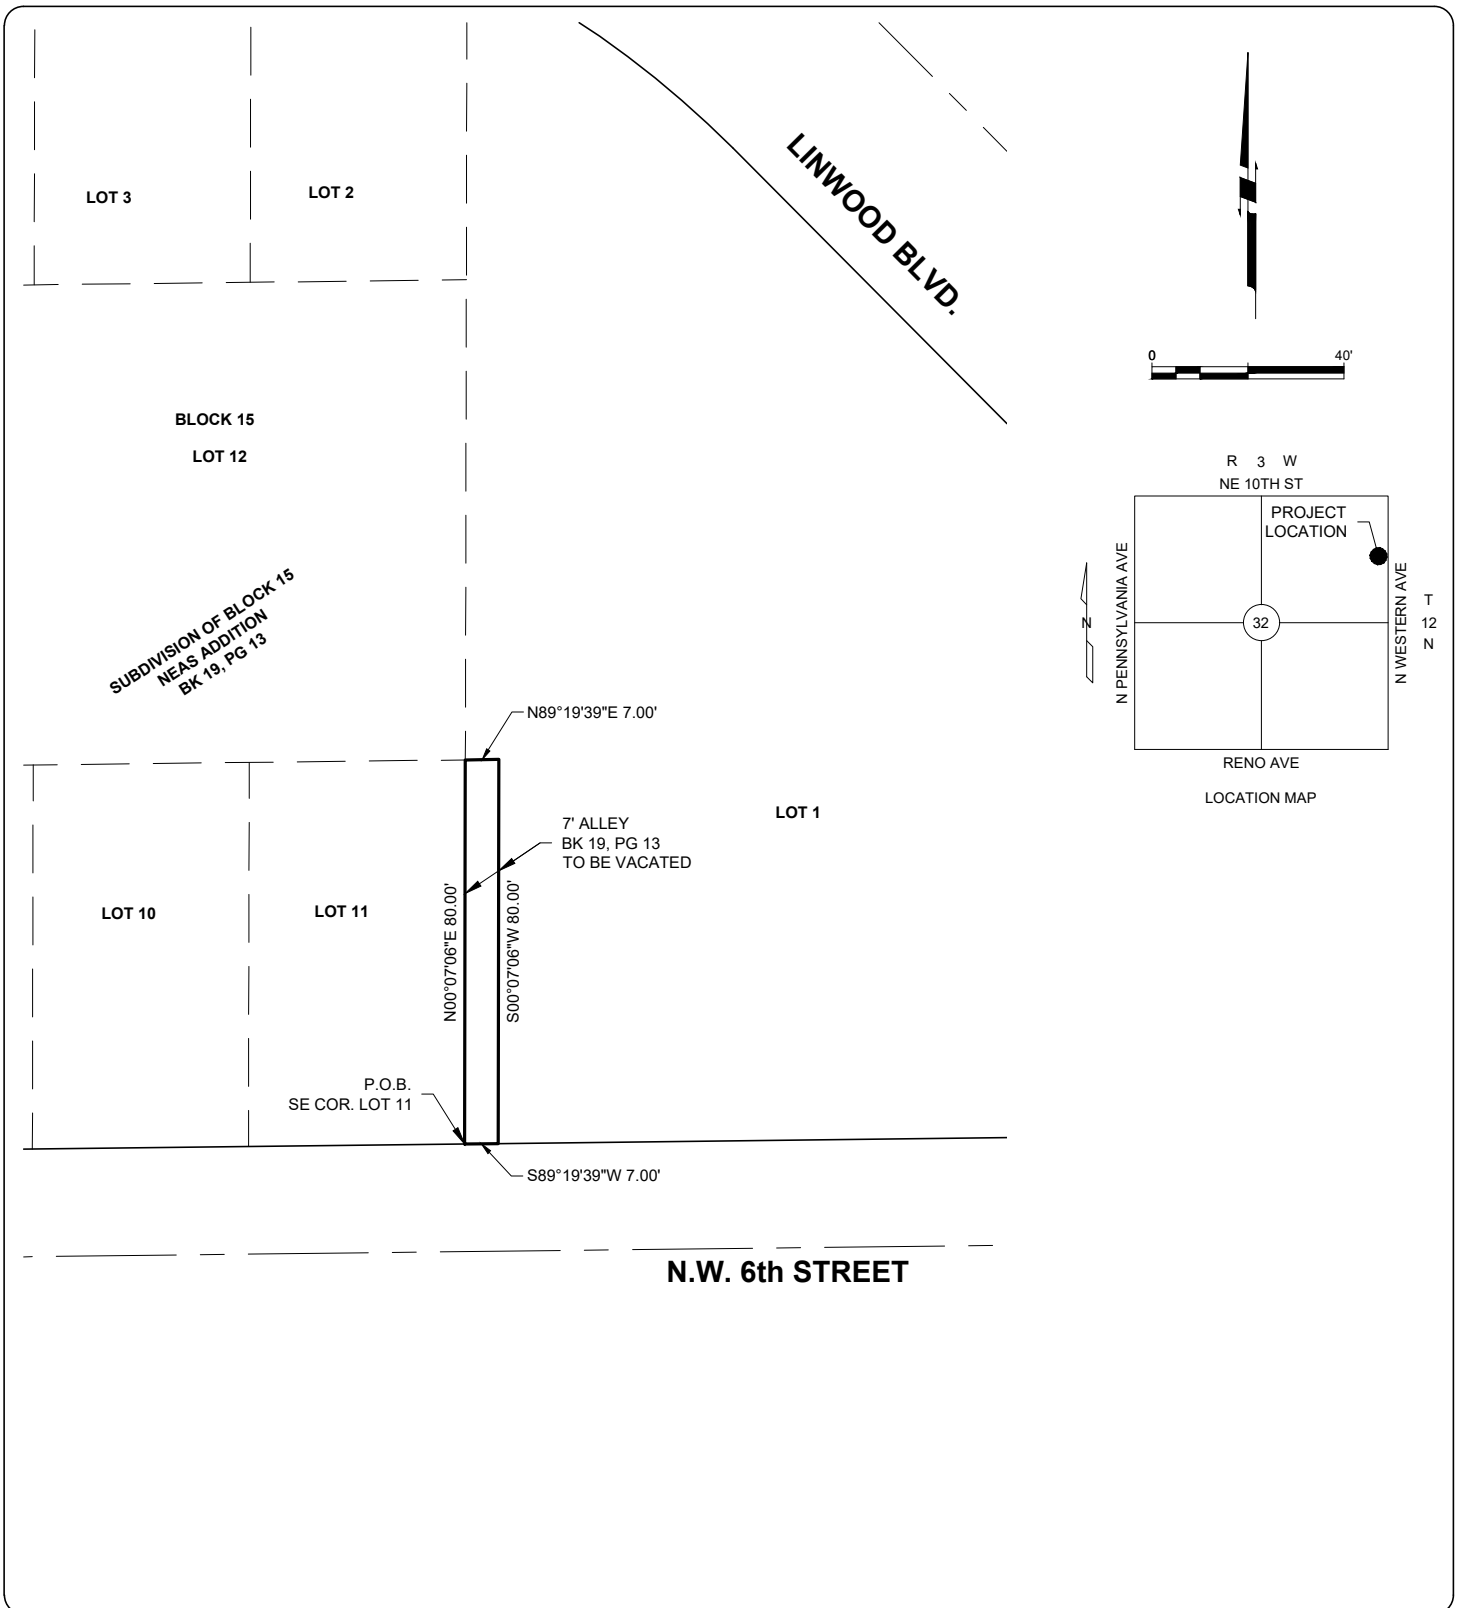 LOT 3
LOT 2
LINWOOD BLVD.
0
40'
BLOCK 15
LOT 12
R 3 W
NE 10TH ST
PROJECT
LOCATION
N PENNSYLVANIA AVE
N
32
N WESTERN AVE
T
12
N
RENO AVE
LOCATION MAP
SUBDIVISION OF BLOCK 15
NEAS ADDITION
BK 19, PG 13
N89°19'39"E 7.00'
7' ALLEY
BK 19, PG 13
TO BE VACATED
LOT 1
LOT 10
LOT 11
N00°07'06"E 80.00'
S00°07'06"W 80.00'
P.O.B.
SE COR. LOT 11
S89°19'39"W 7.00'
N.W. 6th STREET